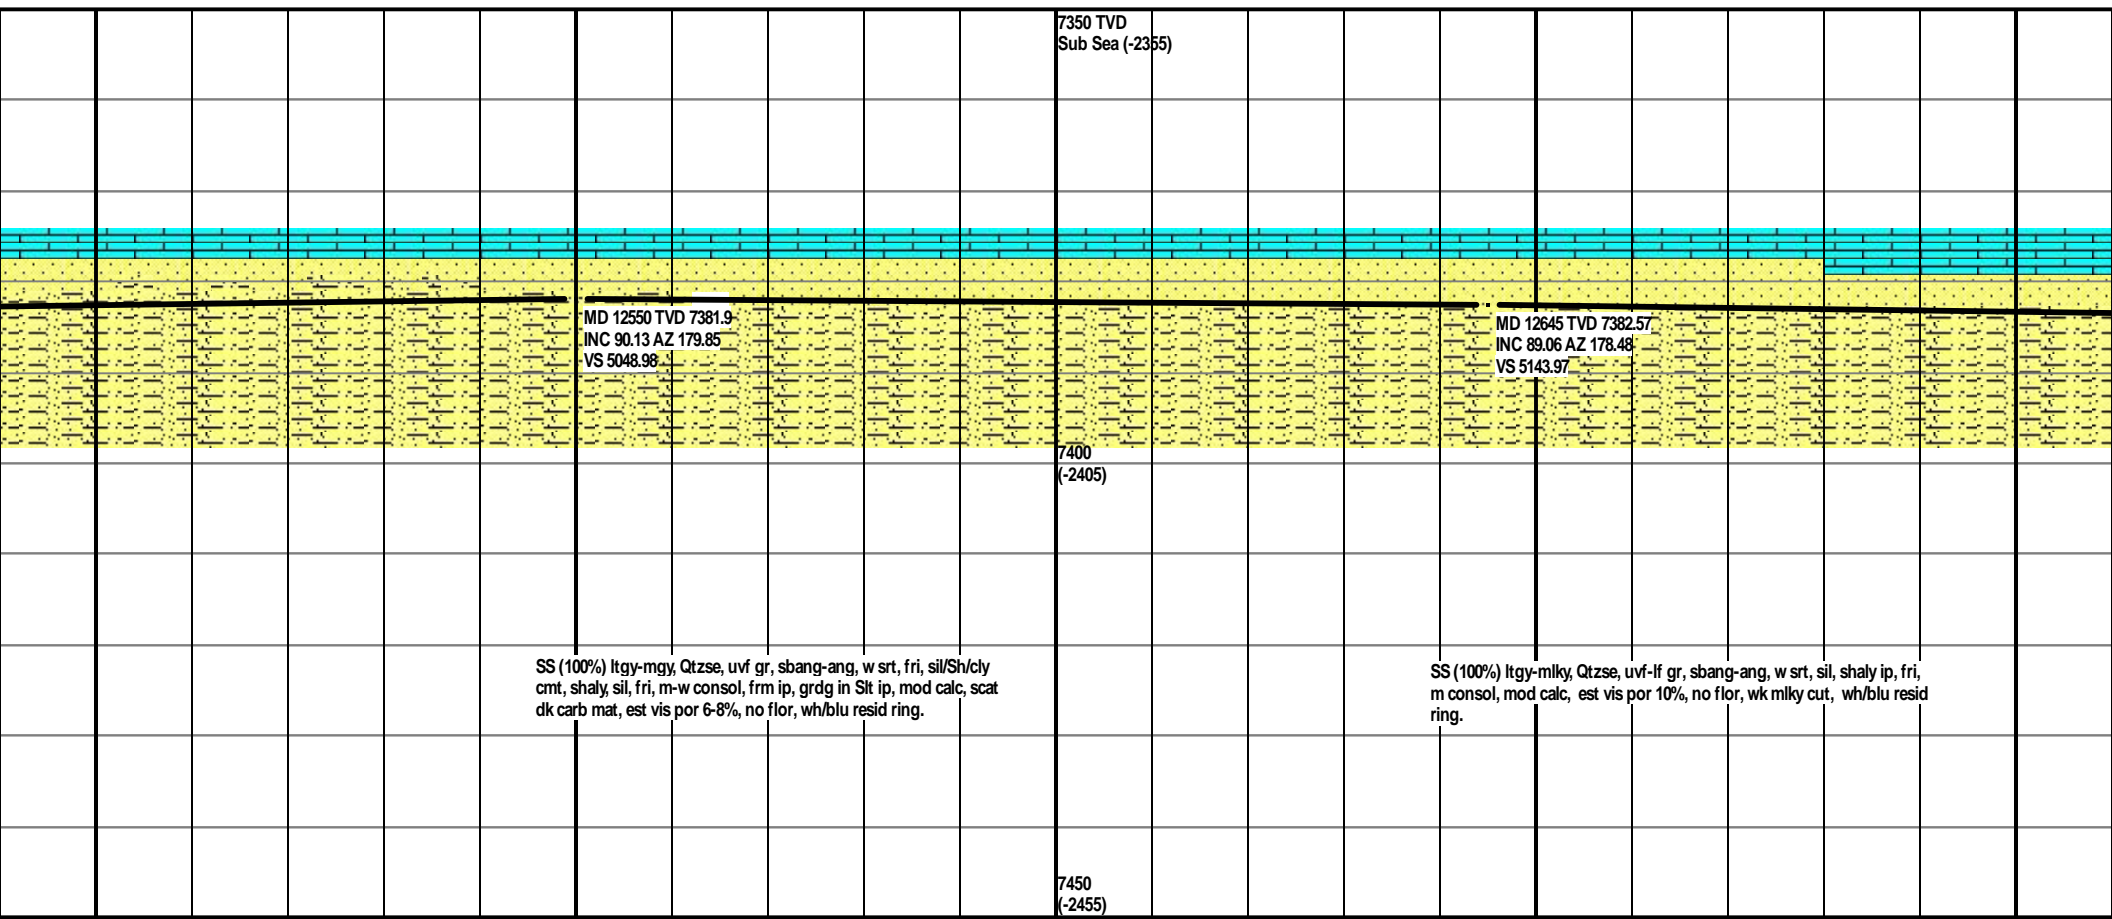 7350 TVD
Sub Sea (-2355)
MD 12550 TVD 7381.9
INC 90.13 AZ 179.85
VS 5048.98
MD 12645 TVD 7382.57
INC 89.06 AZ 178.48
VS 5143.97
7400
(-2405)
SS (100%) ltgy-mgy, Qtzse, uvf gr, sbang-ang, w srt, fri, sil/Sh/cly
cmt, shaly, sil, fri, m-w consol, frm ip, grdg in Slt ip, mod calc, scat
dk carb mat, est vis por 6-8%, no flor, wh/blu resid ring.
SS (100%) ltgy-mlky, Qtzse, uvf-lf gr, sbang-ang, w srt, sil, shaly ip, fri,
m consol, mod calc, est vis por 10%, no flor, wk mlky cut, wh/blu resid
ring.
7450
(-2455)